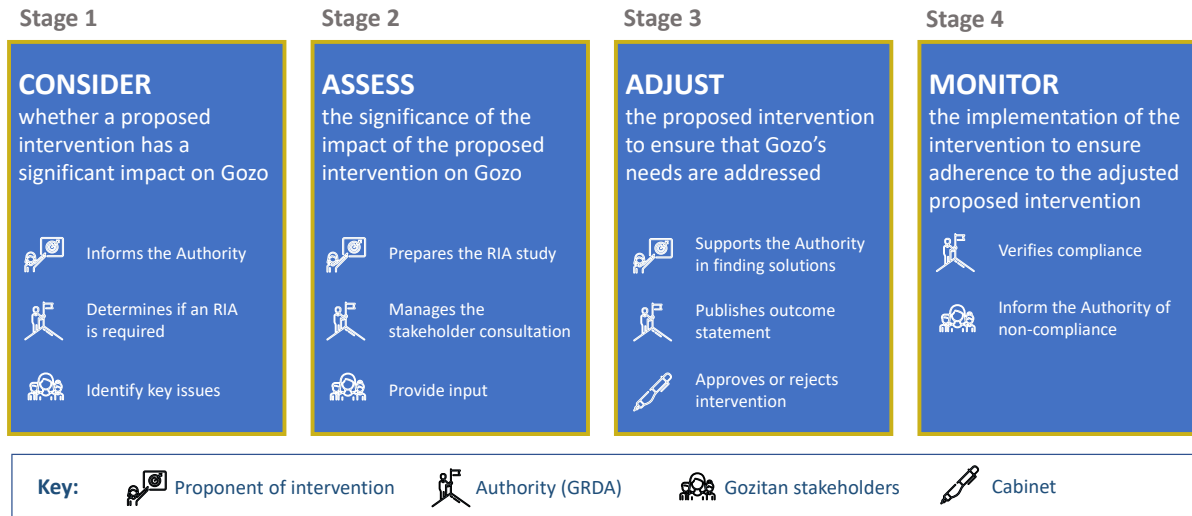 Stage 1
CONSIDER
whether a proposed
intervention has a
significant impact on Gozo
Informs the Authority
Determines if an RIA
is required
Identify key issues
Stage 2
ASSESS
the significance of the
impact of the proposed
intervention on Gozo
Prepares the RIA study
Manages the
stakeholder consultation
Provide input
Stage 3
ADJUST
the proposed intervention
to ensure that Gozo’s
needs are addressed
Supports the Authority
in finding solutions
Publishes outcome
statement
Approves or rejects
intervention
Stage 4
MONITOR
the implementation of the
intervention to ensure
adherence to the adjusted
proposed intervention
Verifies compliance
Inform the Authority of
non-compliance
Key: Proponent of intervention Authority (GRDA) Gozitan stakeholders Cabinet